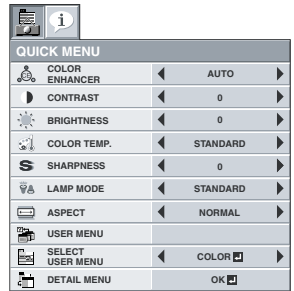 i
QUICK MENU
COLOR ENHANCER AUTO
CONTRAST 0
BRIGHTNESS 0
COLOR TEMP. STANDARD
SHARPNESS 0
LAMP MODE STANDARD
ASPECT NORMAL
USER MENU
SELECT USER MENU COLOR
DETAIL MENU OK